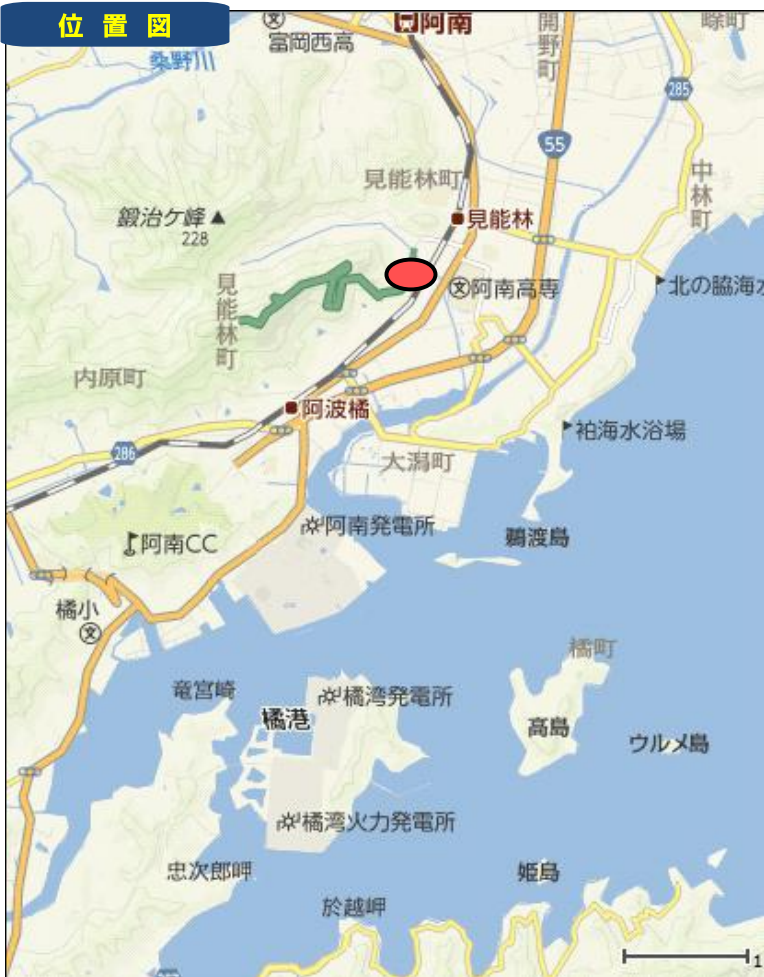 位置図
阿南
富岡西高
桑野川
開野町
285
55
中林町
見能林町
見能林
鍛治ケ峰
228
見能林町
阿南高専
北の脇海水
内原町
阿波橘
286
袙海水浴場
大潟町
阿南発電所
阿南CC
鵜渡島
橘小
橘町
竜宮崎
橘湾発電所
橘港
高島
ウルメ島
橘湾火力発電所
忠次郎岬
姫島
於越岬
1